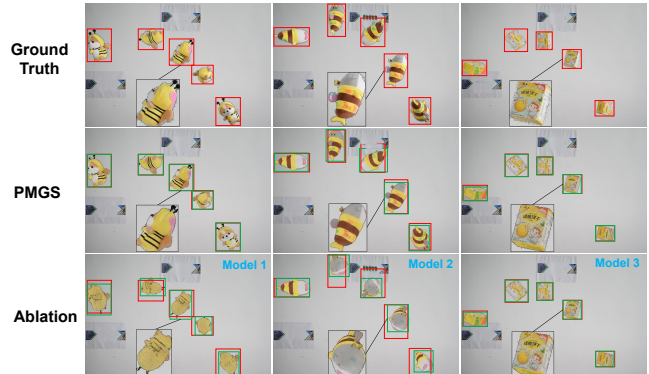 Ground
Truth
PMGS
Model 1
Model 2
Model 3
Ablation